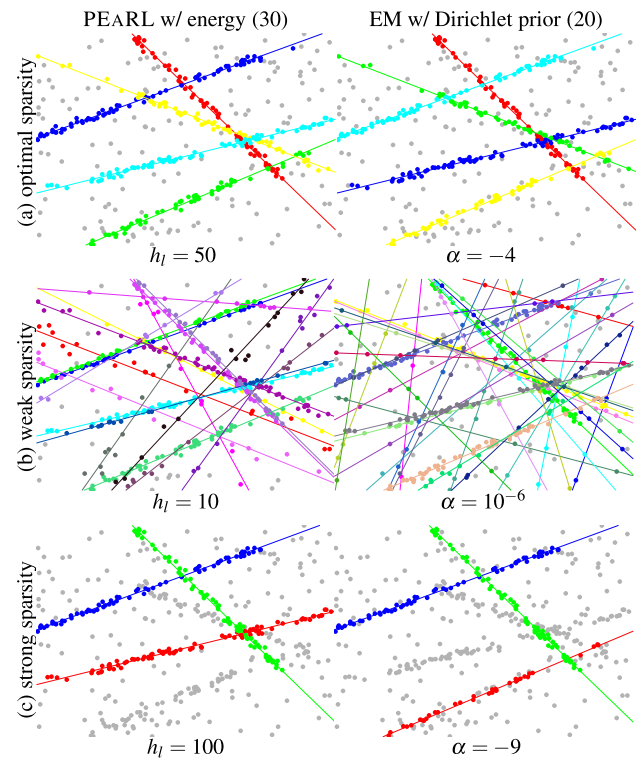 PEARL w/ energy (30)
EM w/ Dirichlet prior (20)
(a) optimal sparsity
h_l = 50
α = −4
(b) weak sparsity
h_l = 10
α = 10⁻⁶
(c) strong sparsity
h_l = 100
α = −9